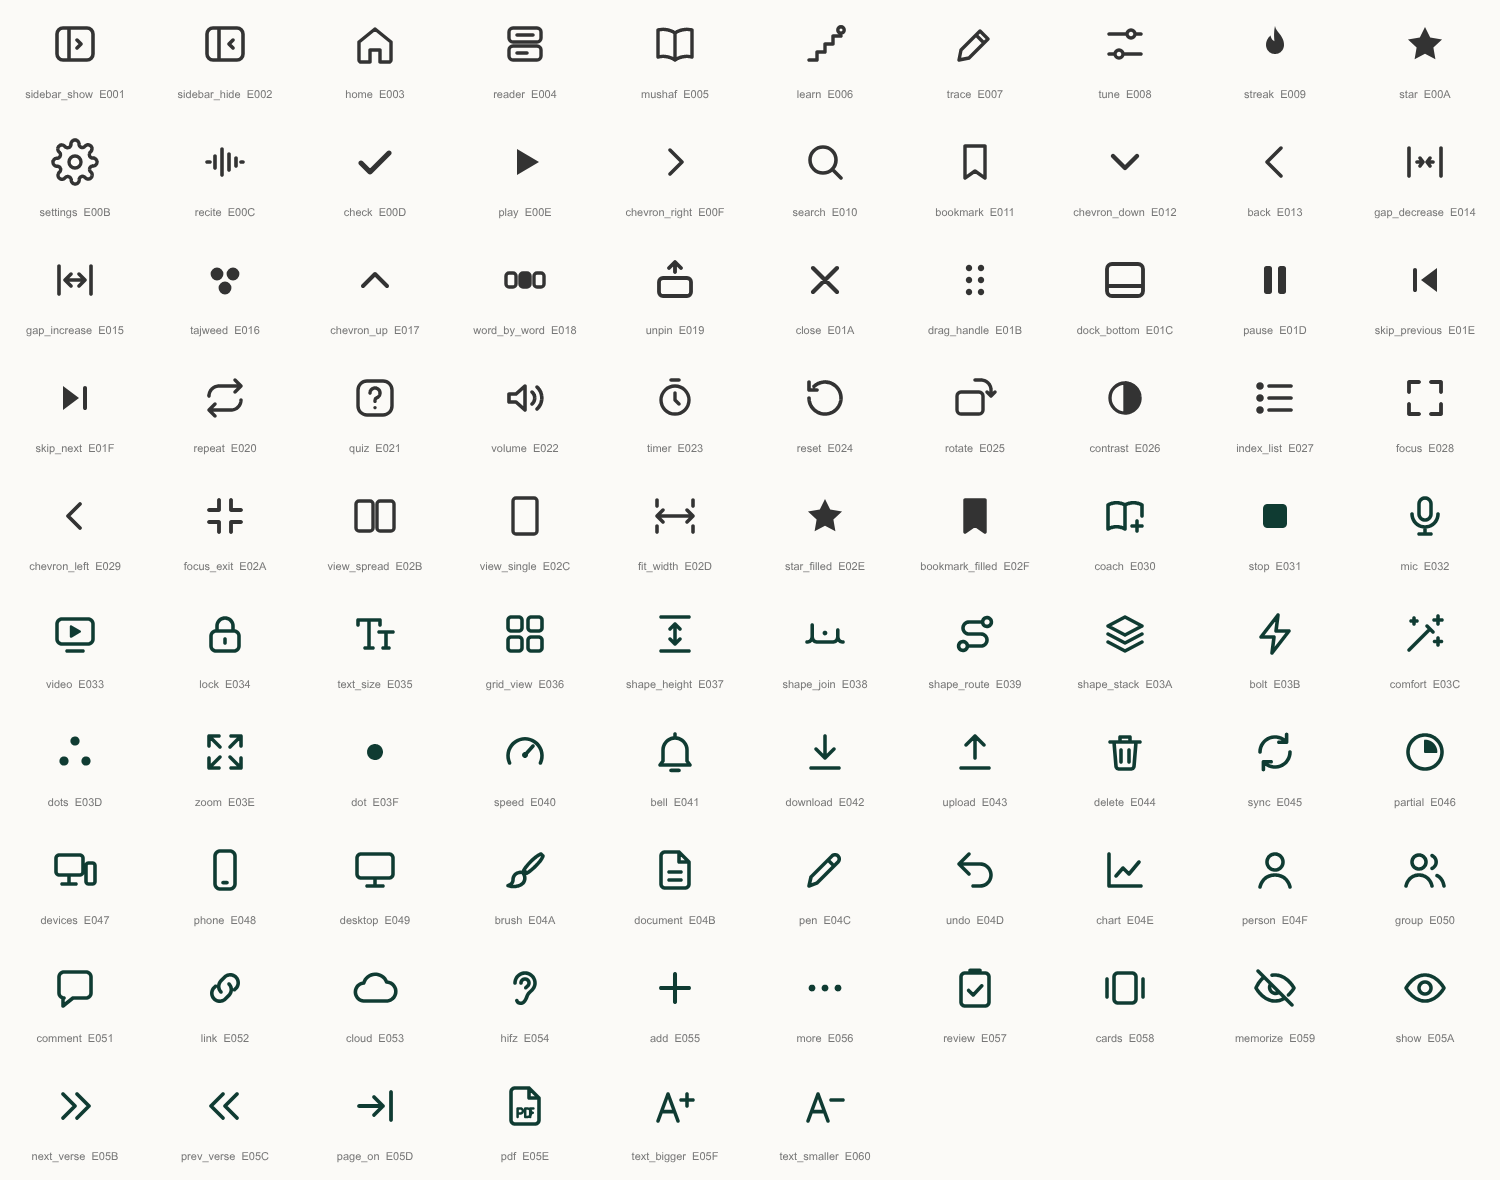 sidebar_show E001
sidebar_hide E002
home E003
reader E004
mushaf E005
learn E006
trace E007
tune E008
streak E009
star E00A
settings E00B
recite E00C
check E00D
play E00E
chevron_right E00F
search E010
bookmark E011
chevron_down E012
back E013
gap_decrease E014
gap_increase E015
tajweed E016
chevron_up E017
word_by_word E018
unpin E019
close E01A
drag_handle E01B
dock_bottom E01C
pause E01D
skip_previous E01E
skip_next E01F
repeat E020
quiz E021
volume E022
timer E023
reset E024
rotate E025
contrast E026
index_list E027
focus E028
chevron_left E029
focus_exit E02A
view_spread E02B
view_single E02C
fit_width E02D
star_filled E02E
bookmark_filled E02F
coach E030
stop E031
mic E032
video E033
lock E034
text_size E035
grid_view E036
shape_height E037
shape_join E038
shape_route E039
shape_stack E03A
bolt E03B
comfort E03C
dots E03D
zoom E03E
dot E03F
speed E040
bell E041
download E042
upload E043
delete E044
sync E045
partial E046
devices E047
phone E048
desktop E049
brush E04A
document E04B
pen E04C
undo E04D
chart E04E
person E04F
group E050
comment E051
link E052
cloud E053
hifz E054
add E055
more E056
review E057
cards E058
memorize E059
show E05A
PDF
A+
A-
next_verse E05B
prev_verse E05C
page_on E05D
pdf E05E
text_bigger E05F
text_smaller E060